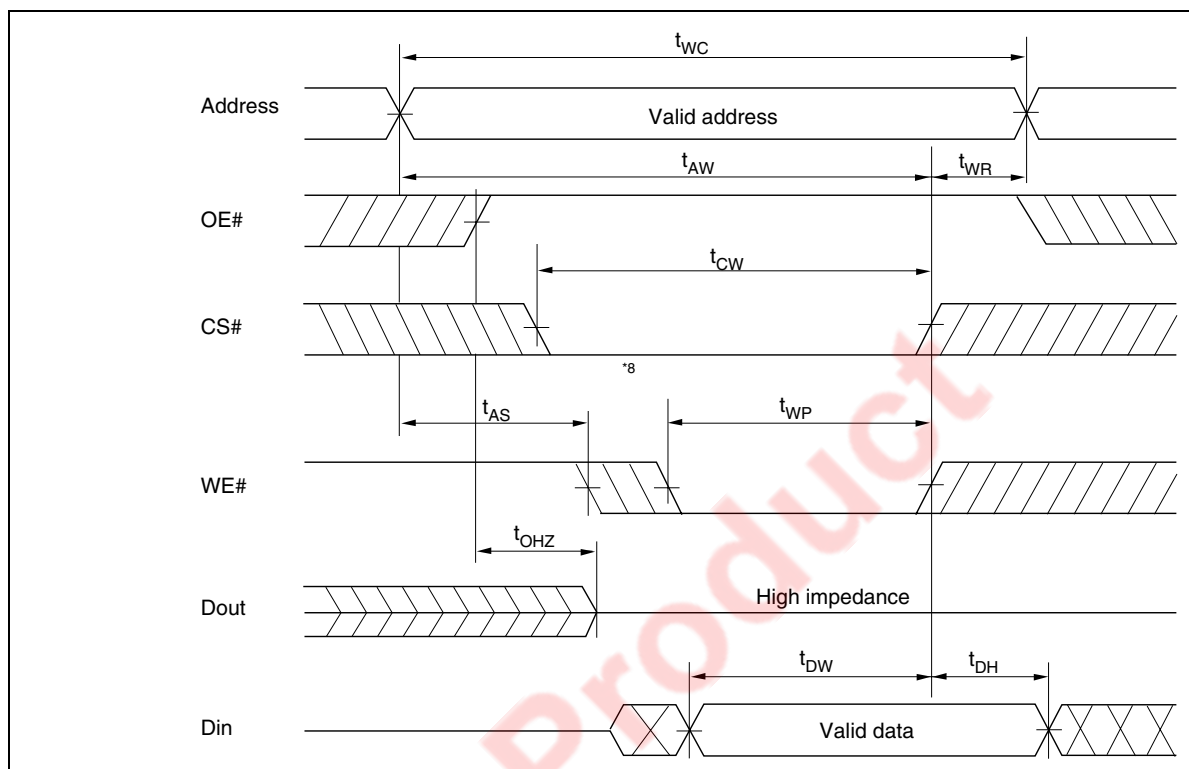 tWC
Address
Valid address
tAW
tWR
OE#
tCW
CS#
*8
tAS
tWP
WE#
tOHZ
Dout
High impedance
tDW
tDH
Din
Valid data
Product